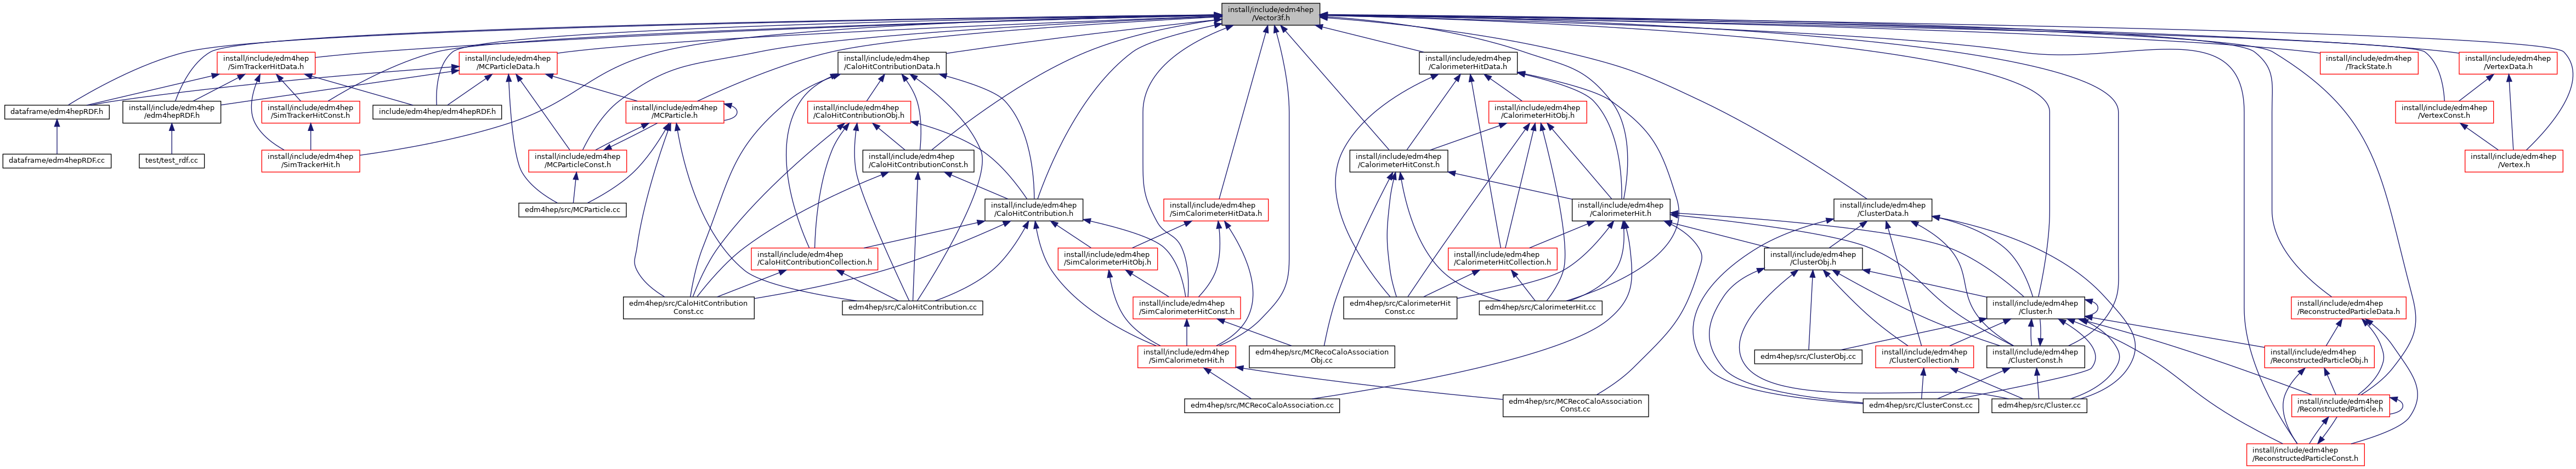 install/include/edm4hep
/Vector3f.h
install/include/edm4hep
/SimTrackerHitData.h
install/include/edm4hep
/MCParticleData.h
install/include/edm4hep
/CaloHitContributionData.h
install/include/edm4hep
/CalorimeterHitData.h
install/include/edm4hep
/TrackState.h
install/include/edm4hep
/VertexData.h
dataframe/edm4hepRDF.h
install/include/edm4hep
/edm4hepRDF.h
install/include/edm4hep
/SimTrackerHitConst.h
include/edm4hep/edm4hepRDF.h
install/include/edm4hep
/MCParticle.h
install/include/edm4hep
/CaloHitContributionObj.h
install/include/edm4hep
/CalorimeterHitObj.h
install/include/edm4hep
/VertexConst.h
dataframe/edm4hepRDF.cc
test/test_rdf.cc
install/include/edm4hep
/SimTrackerHit.h
install/include/edm4hep
/MCParticleConst.h
install/include/edm4hep
/CaloHitContributionConst.h
install/include/edm4hep
/CalorimeterHitConst.h
install/include/edm4hep
/Vertex.h
edm4hep/src/MCParticle.cc
install/include/edm4hep
/CaloHitContribution.h
install/include/edm4hep
/SimCalorimeterHitData.h
install/include/edm4hep
/CalorimeterHit.h
install/include/edm4hep
/ClusterData.h
install/include/edm4hep
/CaloHitContributionCollection.h
install/include/edm4hep
/SimCalorimeterHitObj.h
install/include/edm4hep
/CalorimeterHitCollection.h
install/include/edm4hep
/ClusterObj.h
edm4hep/src/CaloHitContribution
Const.cc
edm4hep/src/CaloHitContribution.cc
install/include/edm4hep
/SimCalorimeterHitConst.h
edm4hep/src/CalorimeterHit
Const.cc
edm4hep/src/CalorimeterHit.cc
install/include/edm4hep
/Cluster.h
install/include/edm4hep
/ReconstructedParticleData.h
install/include/edm4hep
/SimCalorimeterHit.h
edm4hep/src/MCRecoCaloAssociation
Obj.cc
edm4hep/src/ClusterObj.cc
install/include/edm4hep
/ClusterCollection.h
install/include/edm4hep
/ClusterConst.h
install/include/edm4hep
/ReconstructedParticleObj.h
edm4hep/src/MCRecoCaloAssociation.cc
edm4hep/src/MCRecoCaloAssociation
Const.cc
edm4hep/src/ClusterConst.cc
edm4hep/src/Cluster.cc
install/include/edm4hep
/ReconstructedParticle.h
install/include/edm4hep
/ReconstructedParticleConst.h